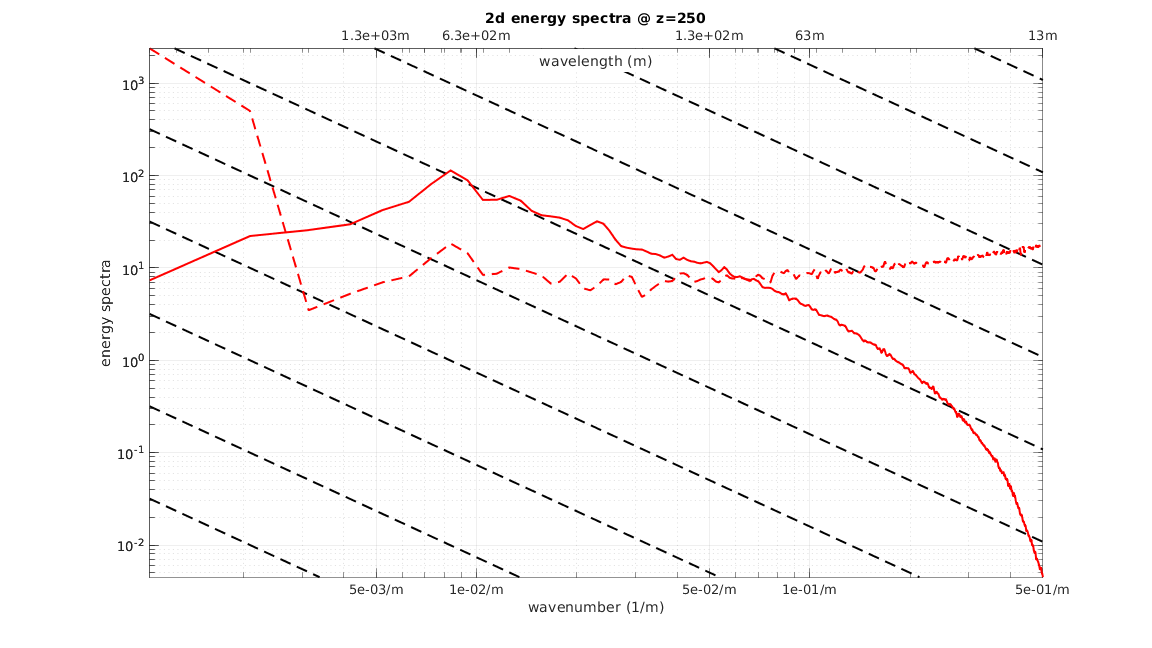 2d energy spectra @ z=250
1.3e+03m 6.3e+02m 1.3e+02m 63m 13m
wavelength (m)
10^3
10^2
10^1
10^0
10^-1
10^-2
energy spectra
5e-03/m 1e-02/m 5e-02/m 1e-01/m 5e-01/m
wavenumber (1/m)